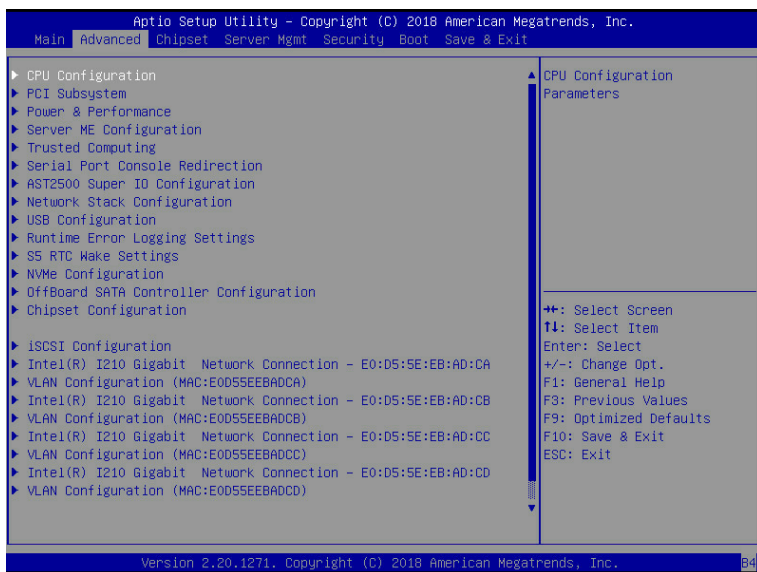 Aptio Setup Utility – Copyright (C) 2018 American Megatrends, Inc.
Main Advanced Chipset Server Mgmt Security Boot Save & Exit
CPU Configuration
PCI Subsystem
Power & Performance
Server ME Configuration
Trusted Computing
Serial Port Console Redirection
AST2500 Super IO Configuration
Network Stack Configuration
USB Configuration
Runtime Error Logging Settings
S5 RTC Wake Settings
NVMe Configuration
OffBoard SATA Controller Configuration
Chipset Configuration
iSCSI Configuration
Intel(R) I210 Gigabit  Network Connection – E0:D5:5E:EB:AD:CA
VLAN Configuration (MAC:E0D55EEBADCA)
Intel(R) I210 Gigabit  Network Connection – E0:D5:5E:EB:AD:CB
VLAN Configuration (MAC:E0D55EEBADCB)
Intel(R) I210 Gigabit  Network Connection – E0:D5:5E:EB:AD:CC
VLAN Configuration (MAC:E0D55EEBADCC)
Intel(R) I210 Gigabit  Network Connection – E0:D5:5E:EB:AD:CD
VLAN Configuration (MAC:E0D55EEBADCD)
CPU Configuration
Parameters
→←: Select Screen
↑↓: Select Item
Enter: Select
+/-: Change Opt.
F1: General Help
F3: Previous Values
F9: Optimized Defaults
F10: Save & Exit
ESC: Exit
Version 2.20.1271. Copyright (C) 2018 American Megatrends, Inc.
B4